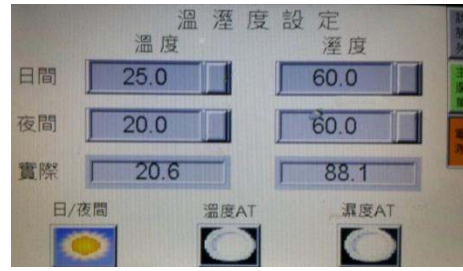 溫溼度設定
溫度 溼度
日間 25.0 60.0
夜間 20.0 60.0
實際 20.6 88.1
日/夜間 溫度AT 濕度AT